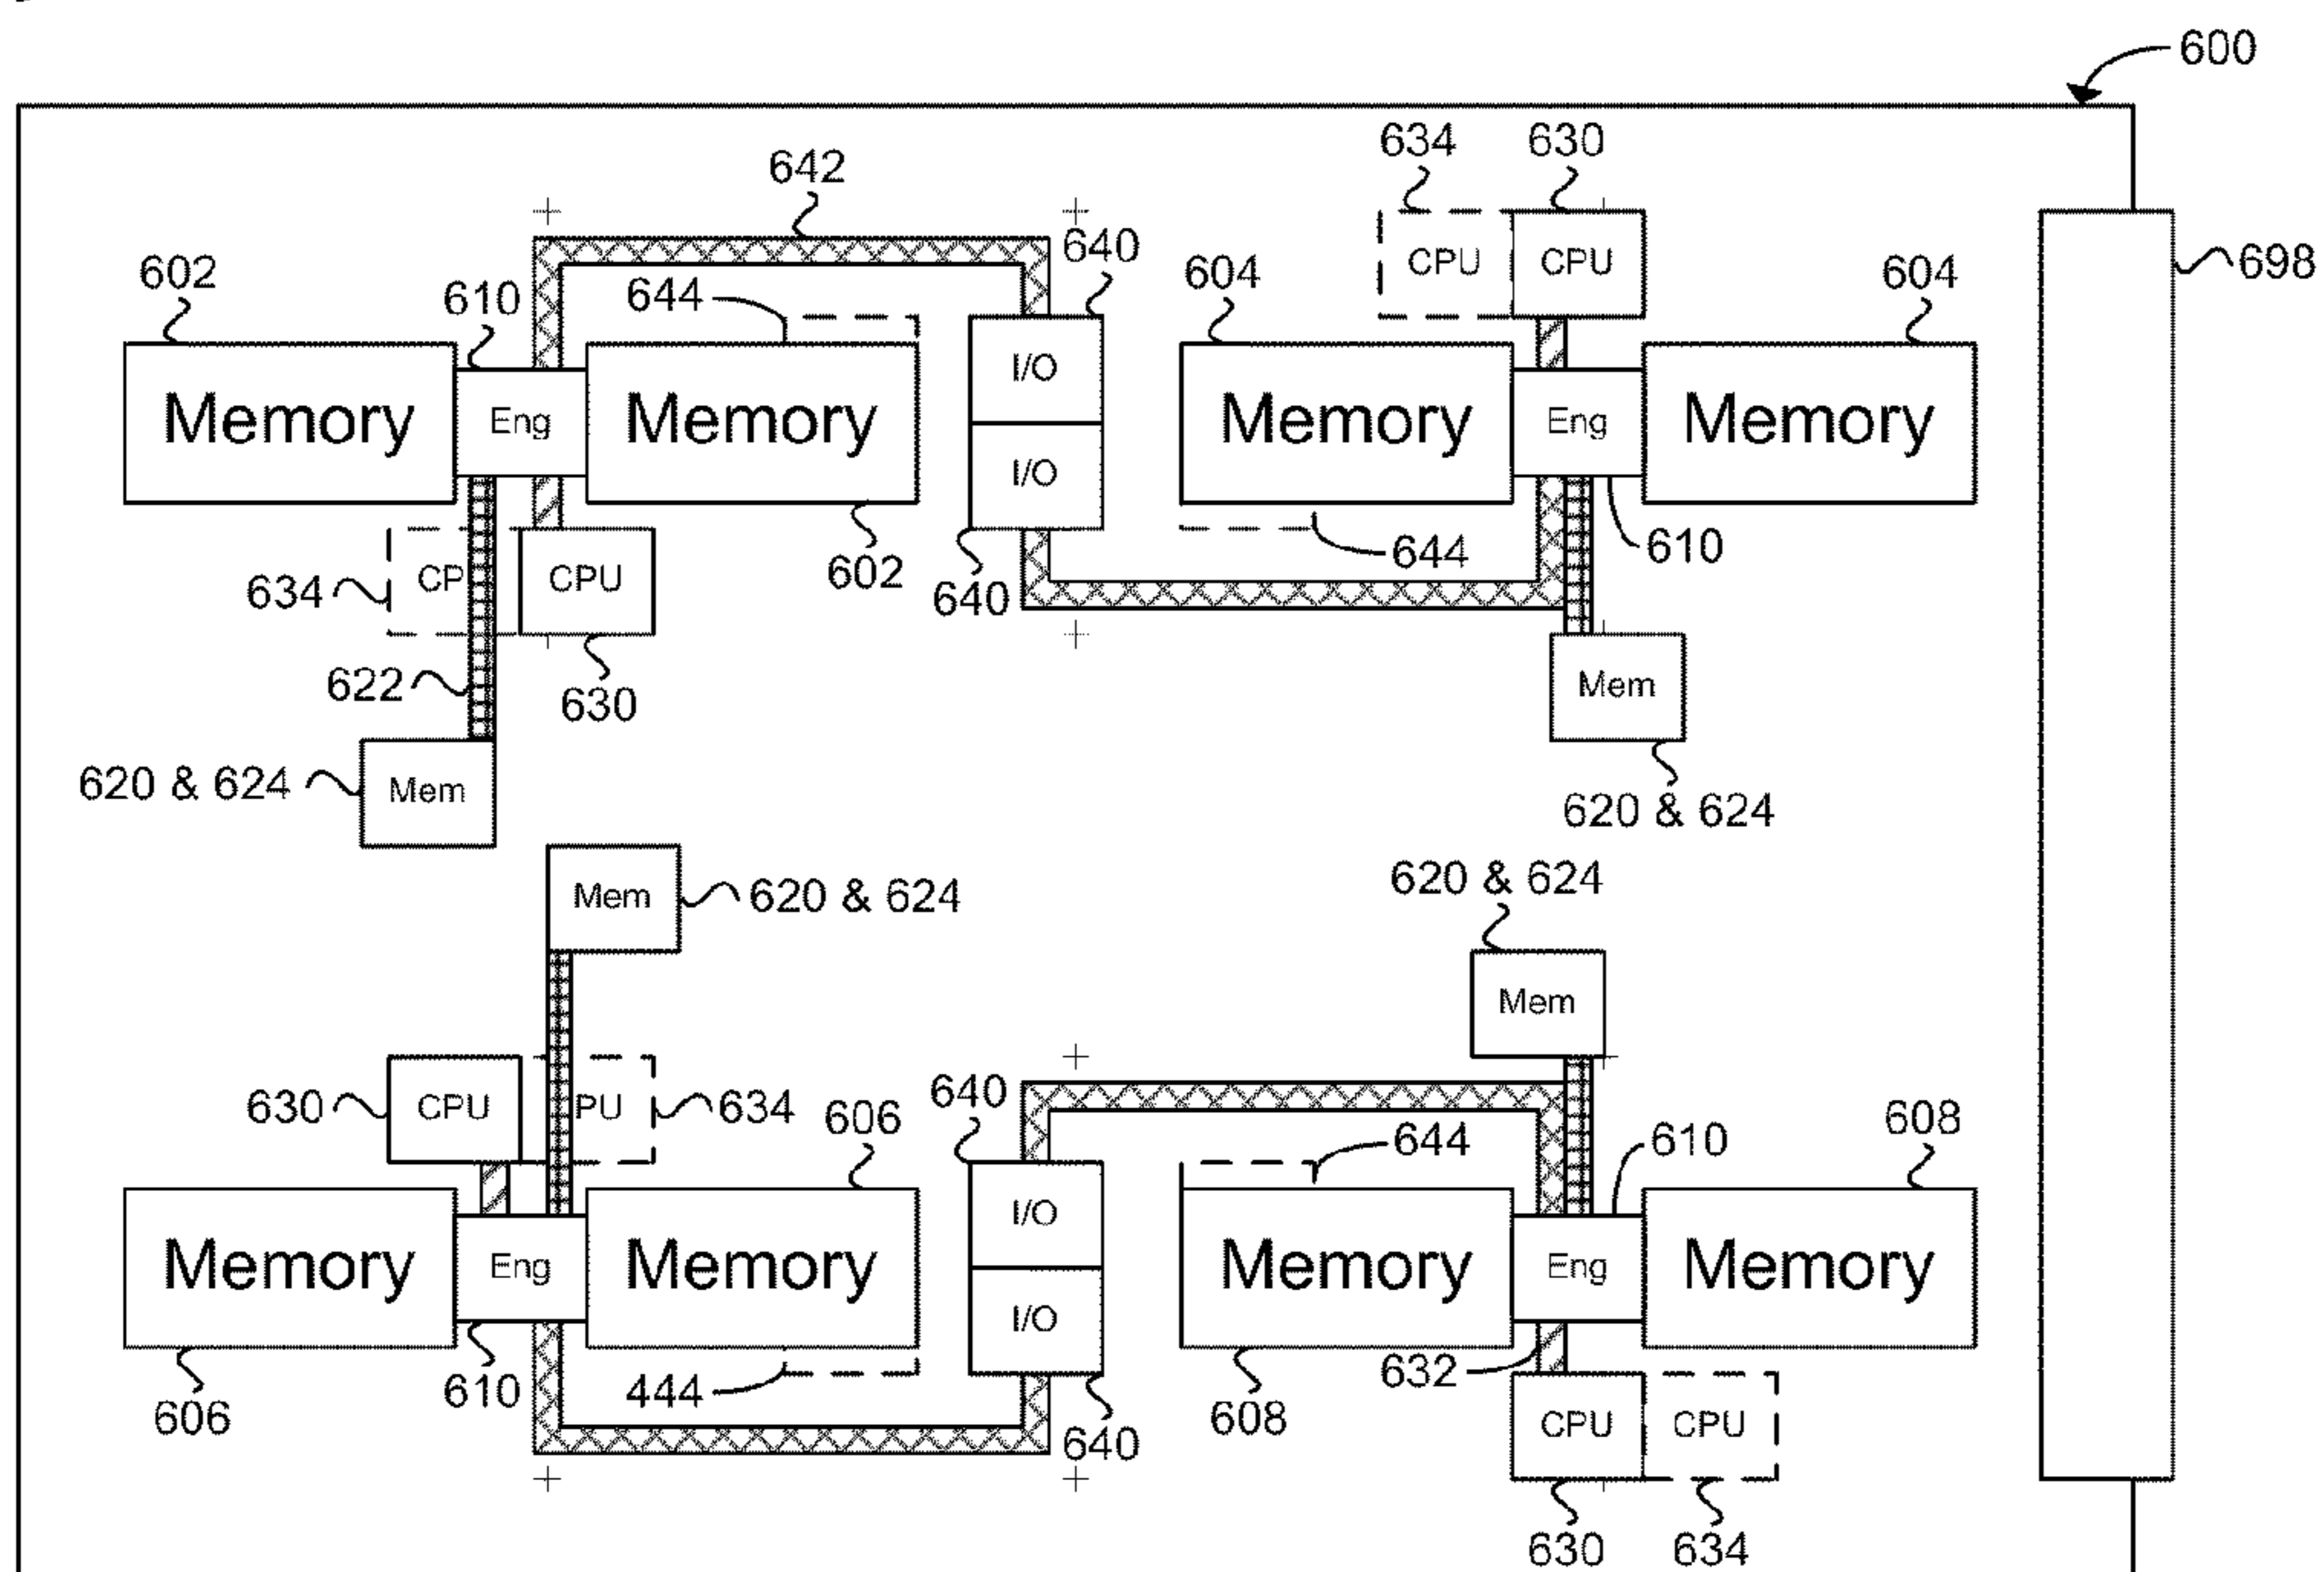 600
634 630
642
640
602 604 604 698
610 644
I/O
Memory Eng Memory Memory Eng Memory
I/O
644 610
602
634 CP CPU 640
CPU CPU
622 630
Mem
620 & 624 Mem
620 & 624
620 & 624
Mem 620 & 624
Mem
640
630 CPU PU 634 606 608
644 610
I/O
Memory Eng Memory Memory Eng Memory
I/O
632
610 444
606 608
640
CPU CPU
630 634